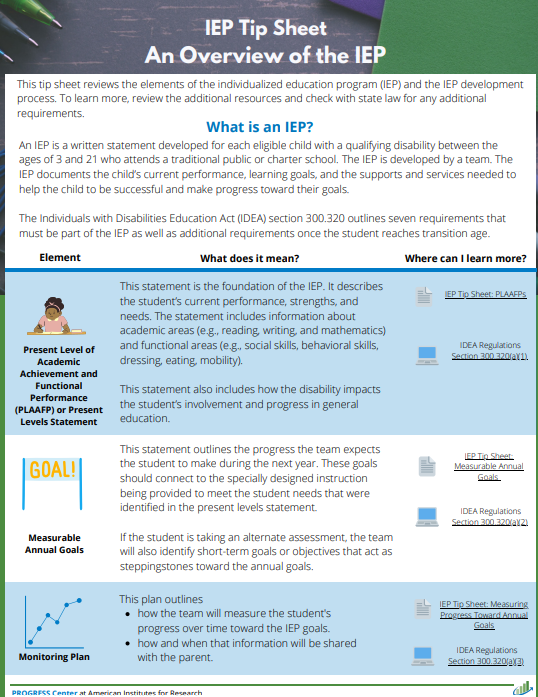 IEP Tip Sheet
An Overview of the IEP
This tip sheet reviews the elements of the individualized education program (IEP) and the IEP development
process. To learn more, review the additional resources and check with state law for any additional
requirements.
What is an IEP?
An IEP is a written statement developed for each eligible child with a qualifying disability between the
ages of 3 and 21 who attends a traditional public or charter school. The IEP is developed by a team. The
IEP documents the child's current performance, learning goals, and the supports and services needed to
help the child to be successful and make progress toward their goals.
The Individuals with Disabilities Education Act (IDEA) section 300.320 outlines seven requirements that
must be part of the IEP as well as additional requirements once the student reaches transition age.
Element
What does it mean?
Where can I learn more?
Present Level of
Academic
Achievement and
Functional
Performance
(PLAAFP) or Present
Levels Statement
This statement is the foundation of the IEP. It describes
the student's current performance, strengths, and
needs. The statement includes information about
academic areas (e.g., reading, writing, and mathematics)
and functional areas (e.g., social skills, behavioral skills,
dressing, eating, mobility).
This statement also includes how the disability impacts
the student's involvement and progress in general
education.
IEP Tip Sheet: PLAAFPs
IDEA Regulations
Section 300.320(a)(1)
GOAL!
Measurable
Annual Goals
This statement outlines the progress the team expects
the student to make during the next year. These goals
should connect to the specially designed instruction
being provided to meet the student needs that were
identified in the present levels statement.
If the student is taking an alternate assessment, the team
will also identify short-term goals or objectives that act as
steppingstones toward the annual goals.
IEP Tip Sheet:
Measurable Annual
Goals
IDEA Regulations
Section 300.320(a)(2)
Monitoring Plan
This plan outlines
• how the team will measure the student's
progress over time toward the IEP goals.
• how and when that information will be shared
with the parent.
IEP Tip Sheet: Measuring
Progress Toward Annual
Goals
IDEA Regulations
Section 300.320(a)(3)
PROGRESS Center at American Institutes for Research